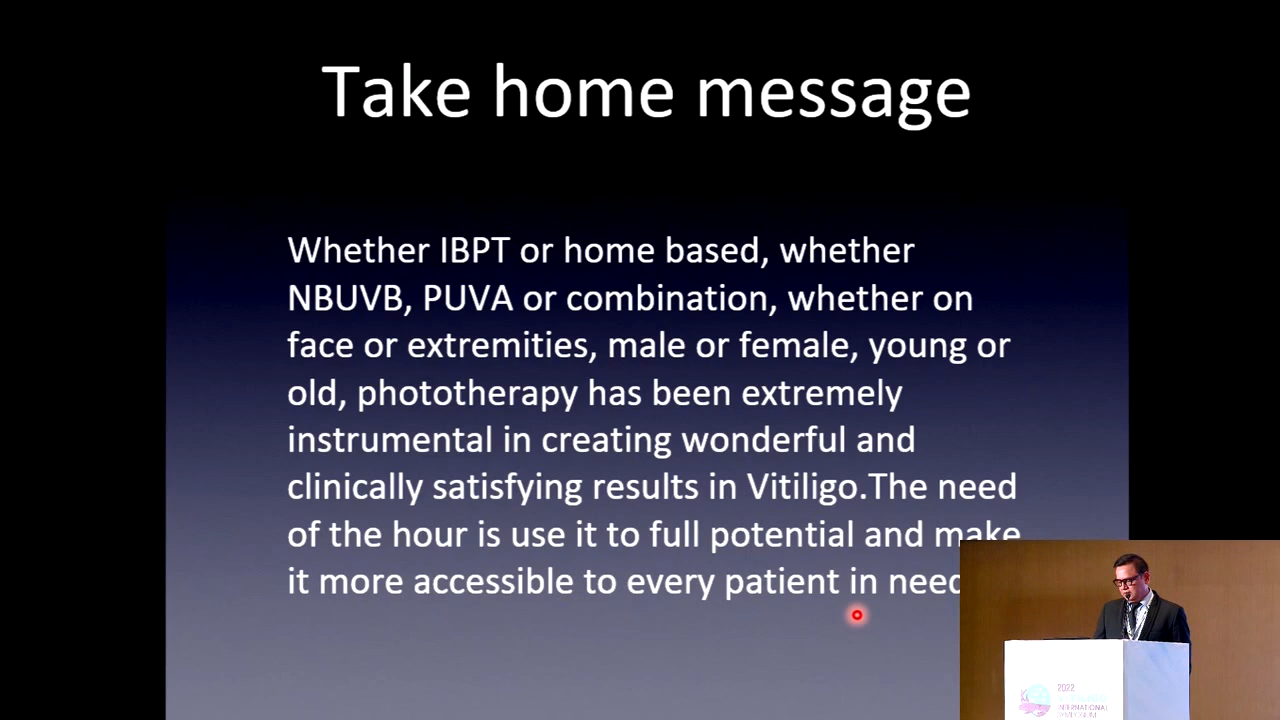 Take home message
Whether IBPT or home based, whether
NBUVB, PUVA or combination, whether on
face or extremities, male or female, young or
old, phototherapy has been extremely
instrumental in creating wonderful and
clinically satisfying results in Vitiligo.The need
of the hour is use it to full potential and make
it more accessible to every patient in need
2022
INTERNATIONAL
SYMPOSIUM